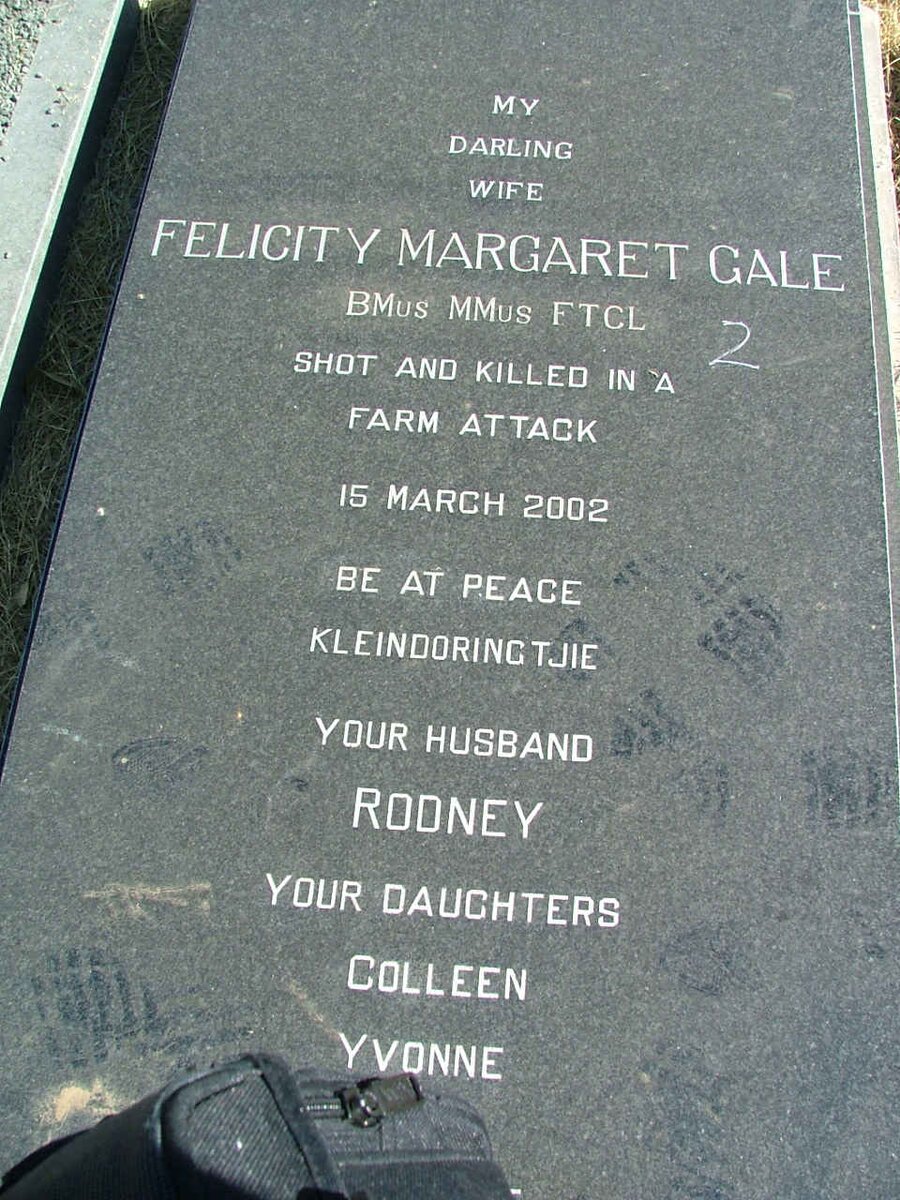 MY
DARLING
WIFE
FELICITY MARGARET GALE
BMUS MMUS FTCL
2
SHOT AND KILLED IN A
FARM ATTACK
15 MARCH 2002
BE AT PEACE
KLEINDORINGTJIE
YOUR HUSBAND
RODNEY
YOUR DAUGHTERS
COLLEEN
YVONNE